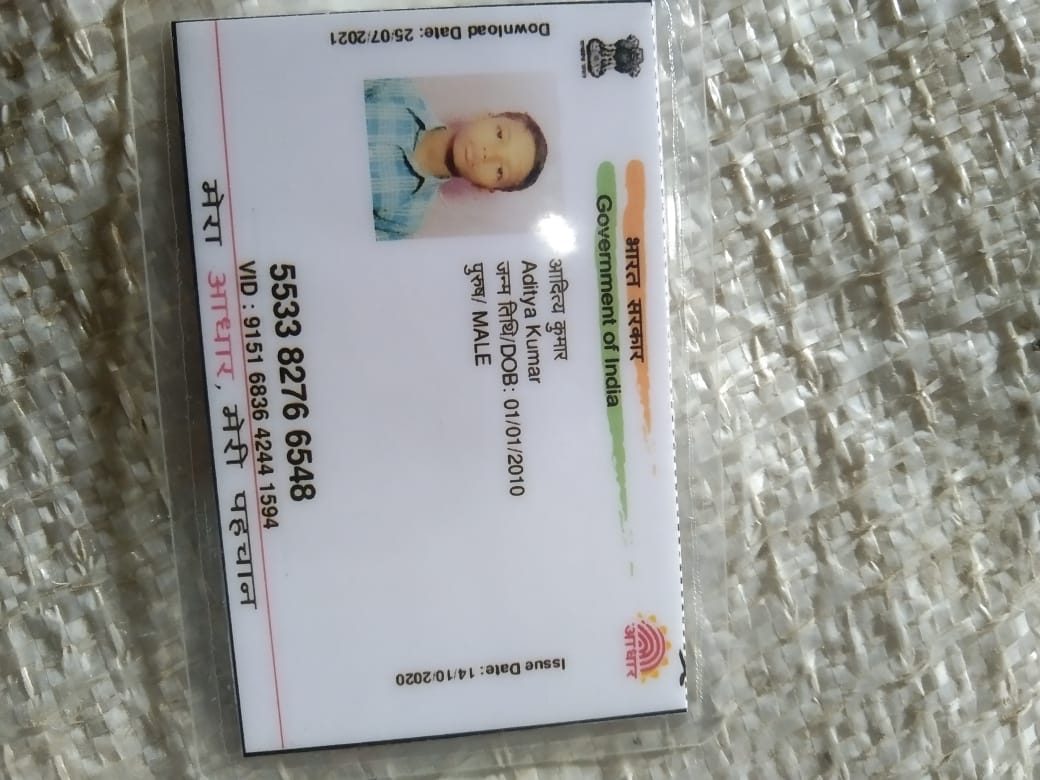 भारत सरकार
Government of India
Download Date: 25/07/2021
आदित्य कुमार
Aditya Kumar
जन्म तिथि/DOB: 01/01/2010
पुरुष/ MALE
Issue Date: 14/10/2020
आधार
5533 8276 6548
VID : 9151 6836 4244 1594
मेरा आधार, मेरी पहचान